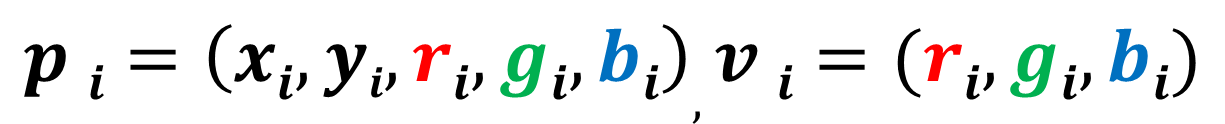 p i = (xi, yi, ri, gi, bi) , v i = (ri, gi, bi)